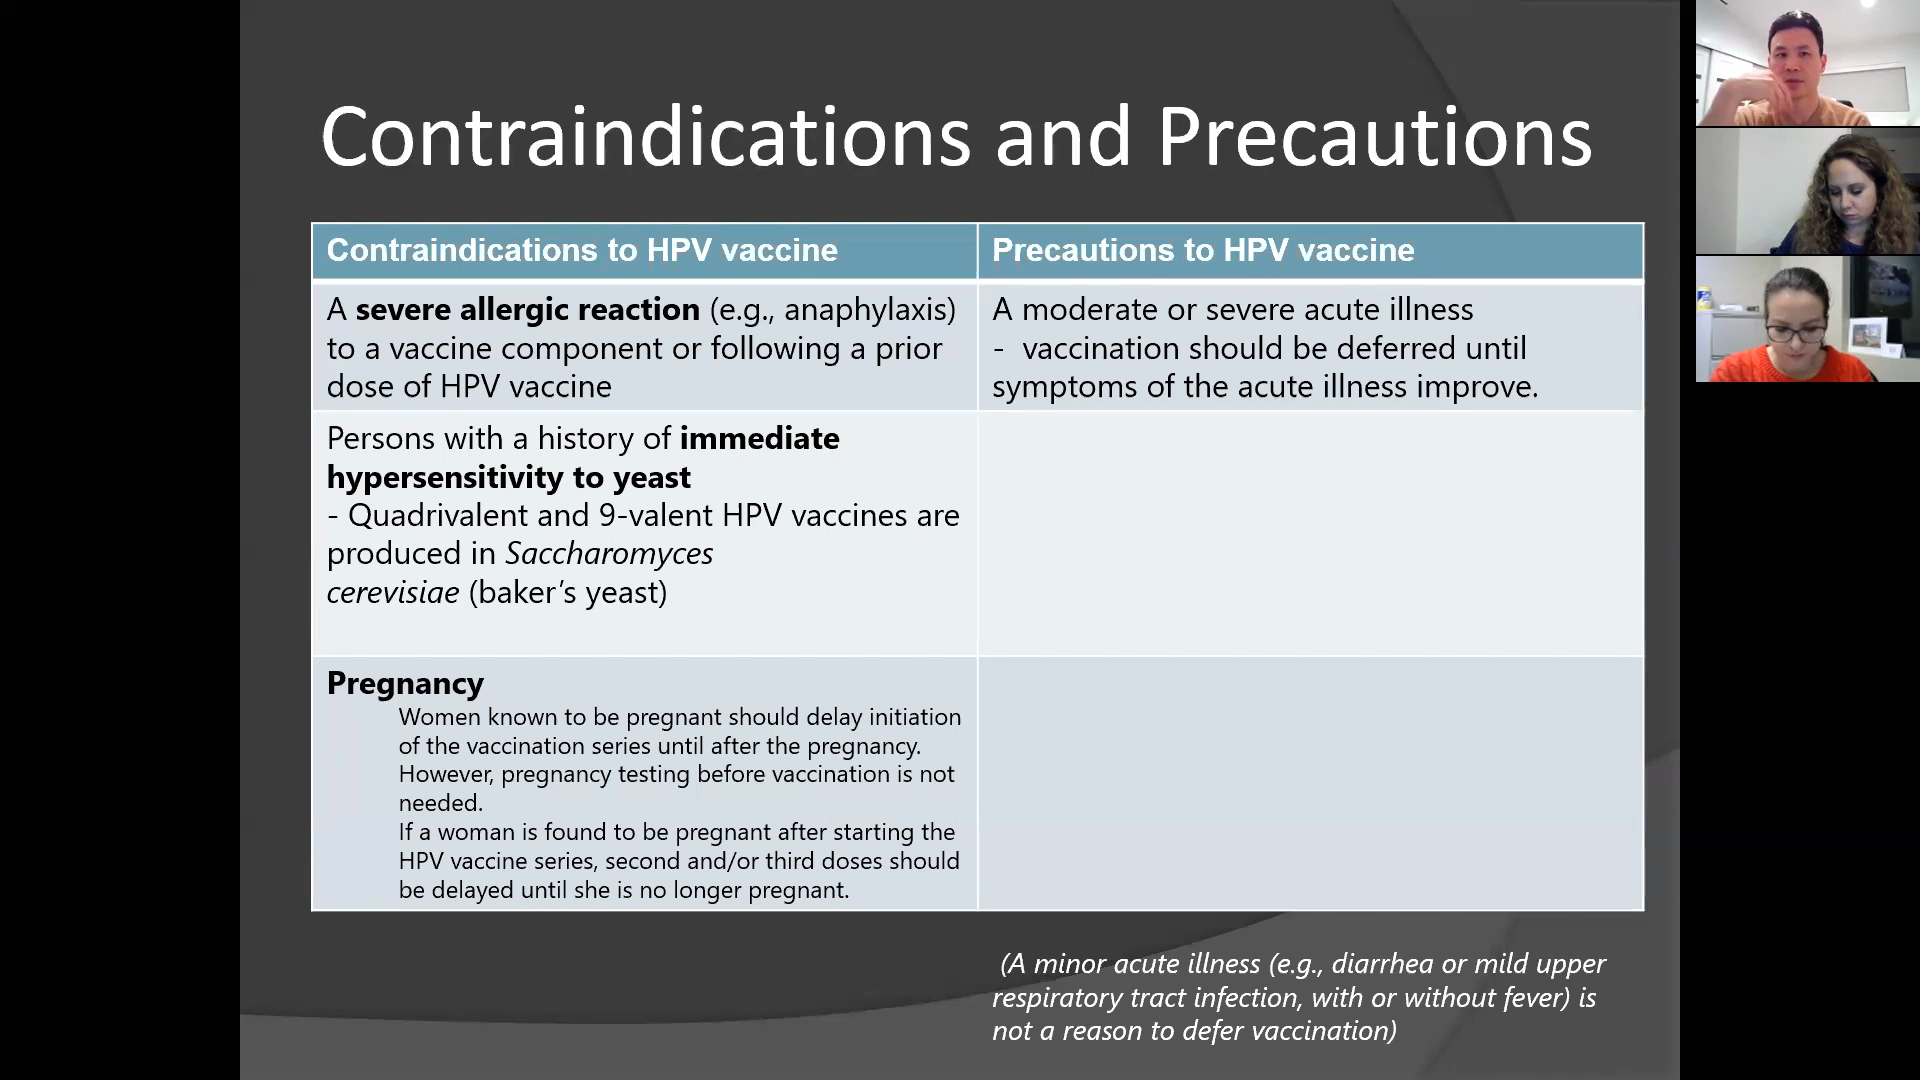 Contraindications and Precautions
Contraindications to HPV vaccine
Precautions to HPV vaccine
A severe allergic reaction (e.g., anaphylaxis)
to a vaccine component or following a prior
dose of HPV vaccine
A moderate or severe acute illness
- vaccination should be deferred until
symptoms of the acute illness improve.
Persons with a history of immediate
hypersensitivity to yeast
- Quadrivalent and 9-valent HPV vaccines are
produced in Saccharomyces
cerevisiae (baker’s yeast)
Pregnancy
Women known to be pregnant should delay initiation
of the vaccination series until after the pregnancy.
However, pregnancy testing before vaccination is not
needed.
If a woman is found to be pregnant after starting the
HPV vaccine series, second and/or third doses should
be delayed until she is no longer pregnant.
(A minor acute illness (e.g., diarrhea or mild upper
respiratory tract infection, with or without fever) is
not a reason to defer vaccination)